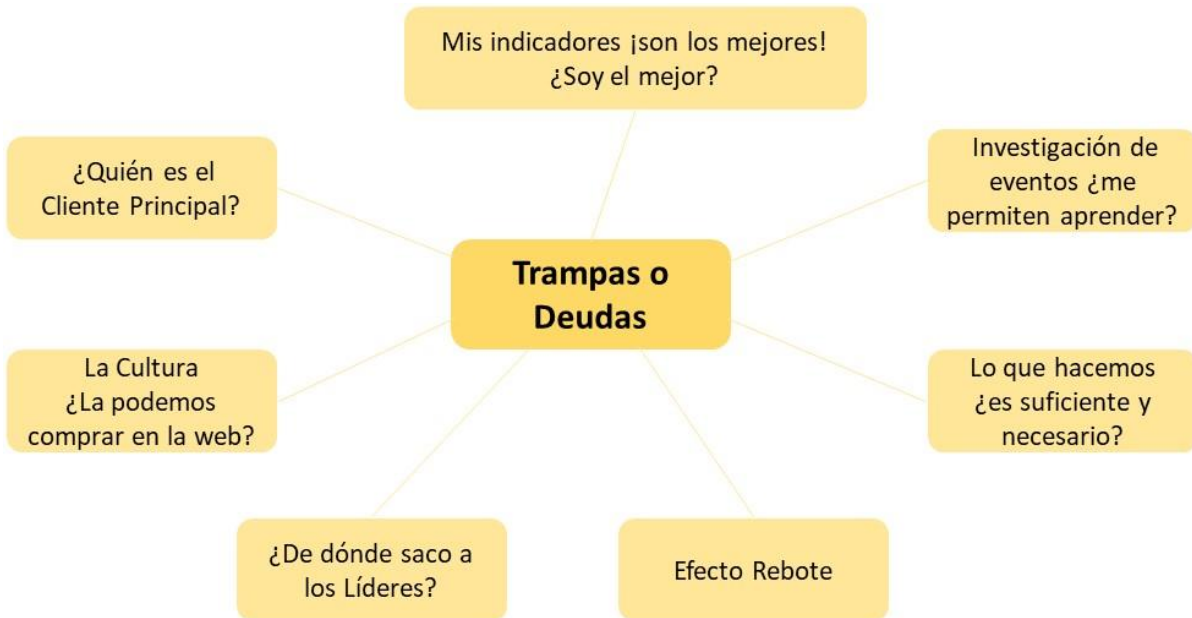 Mis indicadores ¡son los mejores!
¿Soy el mejor?
¿Quién es el
Cliente Principal?
Investigación de
eventos ¿me
permiten aprender?
Trampas o
Deudas
La Cultura
¿La podemos
comprar en la web?
Lo que hacemos
¿es suficiente y
necesario?
¿De dónde saco a
los Líderes?
Efecto Rebote